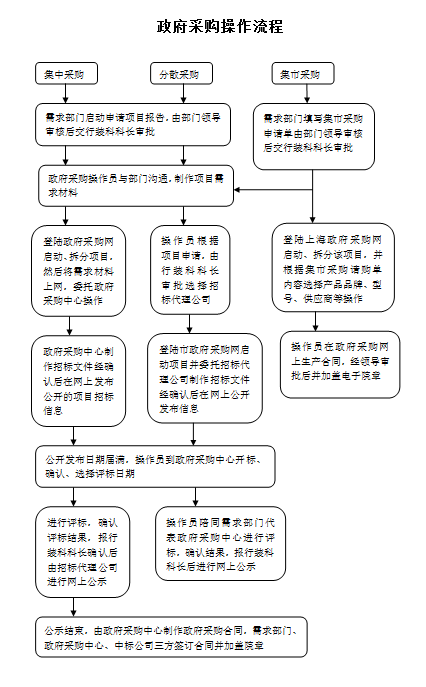 政府采购操作流程
集中采购
分散采购
集市采购
需求部门启动申请项目报告，由部门领导
审核后交行装科科长审批
需求部门填写集市采购
申请单由部门领导审核
后交行装科科长审批
政府采购操作员与部门沟通，制作项目需
求材料
登陆政府采购网
启动、拆分项目，
然后将需求材料
上网，委托政府
采购中心操作
操作员根据
项目申请，由
行装科科长
审批选择招
标代理公司
登陆上海政府采购网
启动、拆分该项目，并
根据集市采购请购单
内容选择产品品牌、型
号、供应商等操作
政府采购中心制
作招标文件经确
认后在网上发布
公开的项目招标
信息
登陆市政府采购网启
动项目并委托招标代
理公司制作招标文件
经确认后在网上公开
发布信息
操作员在政府采购网
上生产合同，经领导审
批后并加盖电子院章
公开发布日期届满，操作员到政府采购中心开标、
确认、选择评标日期
进行评标，确认
评标结果，报行
装科科长确认后
由招标代理公司
进行网上公示
操作员陪同需求部门代
表政府采购中心进行评
标，确认结果，报行装科
科长后进行网上公示
公示结束，由政府采购中心制作政府采购合同，需求部门、
政府采购中心、中标公司三方签订合同并加盖院章